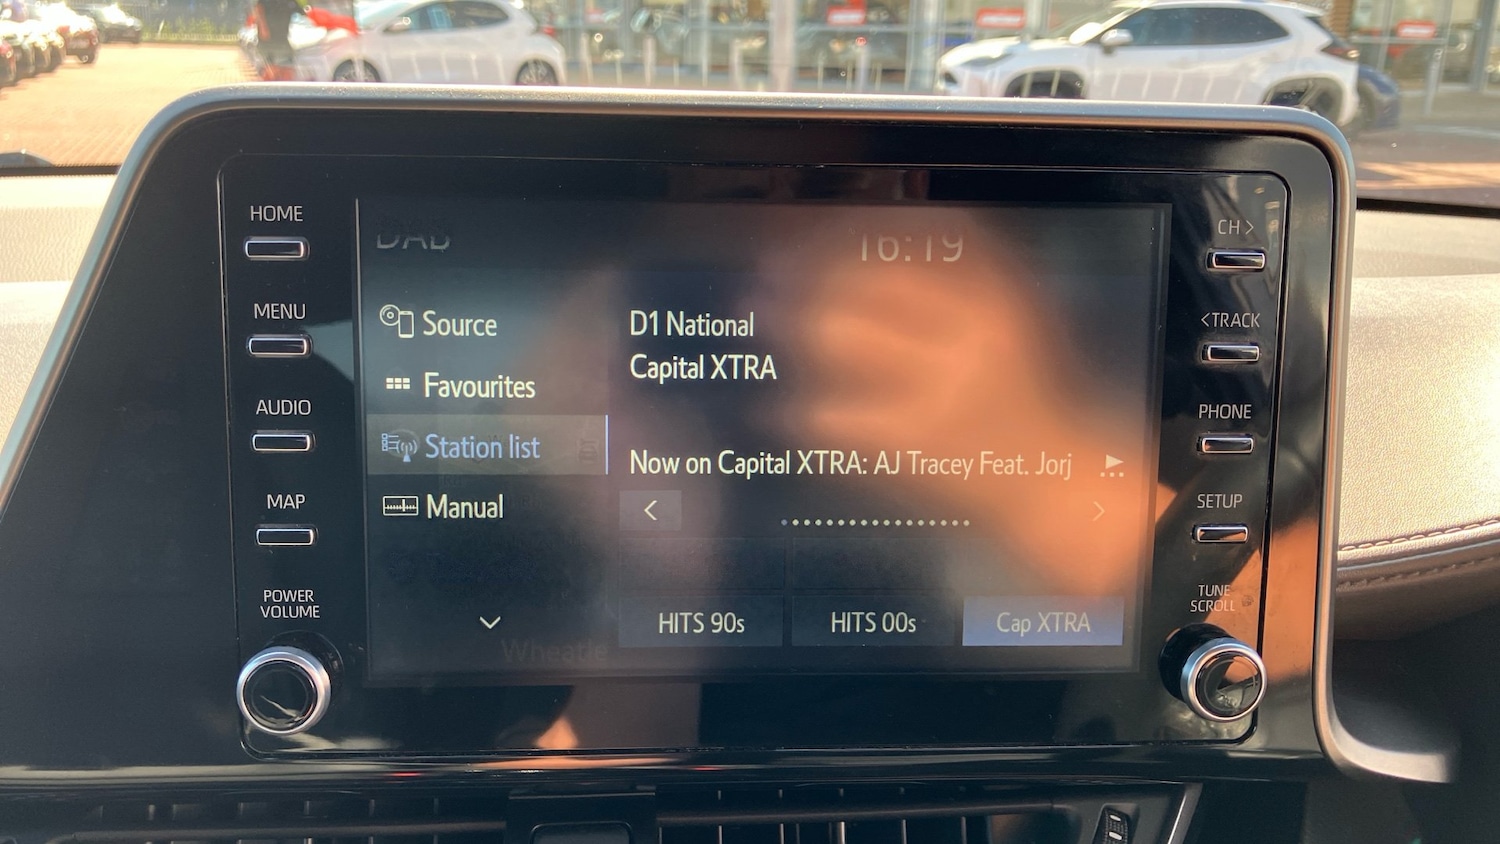 HOME
MENU
AUDIO
MAP
POWER
VOLUME
DAB
16:19
Source
Favourites
Station list
Manual
D1 National
Capital XTRA
Now on Capital XTRA: AJ Tracey Feat. Jorj
HITS 90s
HITS 00s
Cap XTRA
CH >
< TRACK
PHONE
SETUP
TUNE
SCROLL